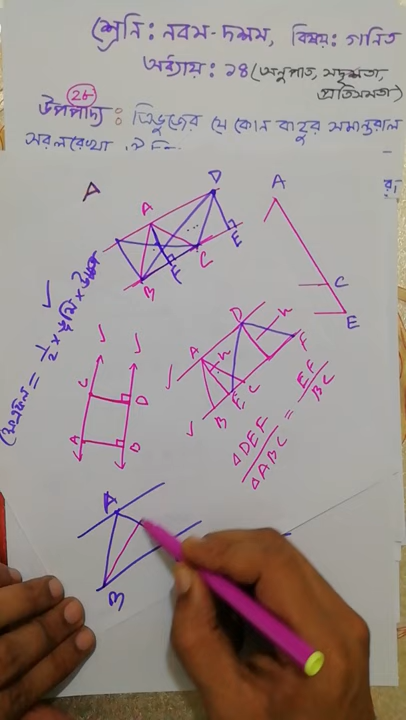 শ্রেনি: নবম-দশম, বিষয়: গানিত
অধ্যায়: ১৪ (অনুপাত, সদৃশতা,
প্রতিসমতা)
২৮
উপপাদ্য: ত্রিভুজের যে কোন বাহুর সমান্তরাল
সরলরেখা
A
D
A
B
F
C
E
A
C
E
ক্ষেত্রফল = 1/2 × ভূমি × উচ্চতা
C
D
A
B
A
D
h
h
B
E
C
F
ΔDEF/ΔABC = EF/BC
A
B